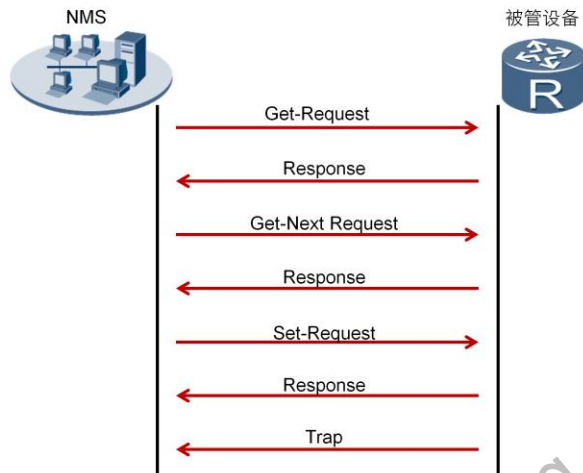 NMS
被管设备
R
Get-Request
Response
Get-Next Request
Response
Set-Request
Response
Trap